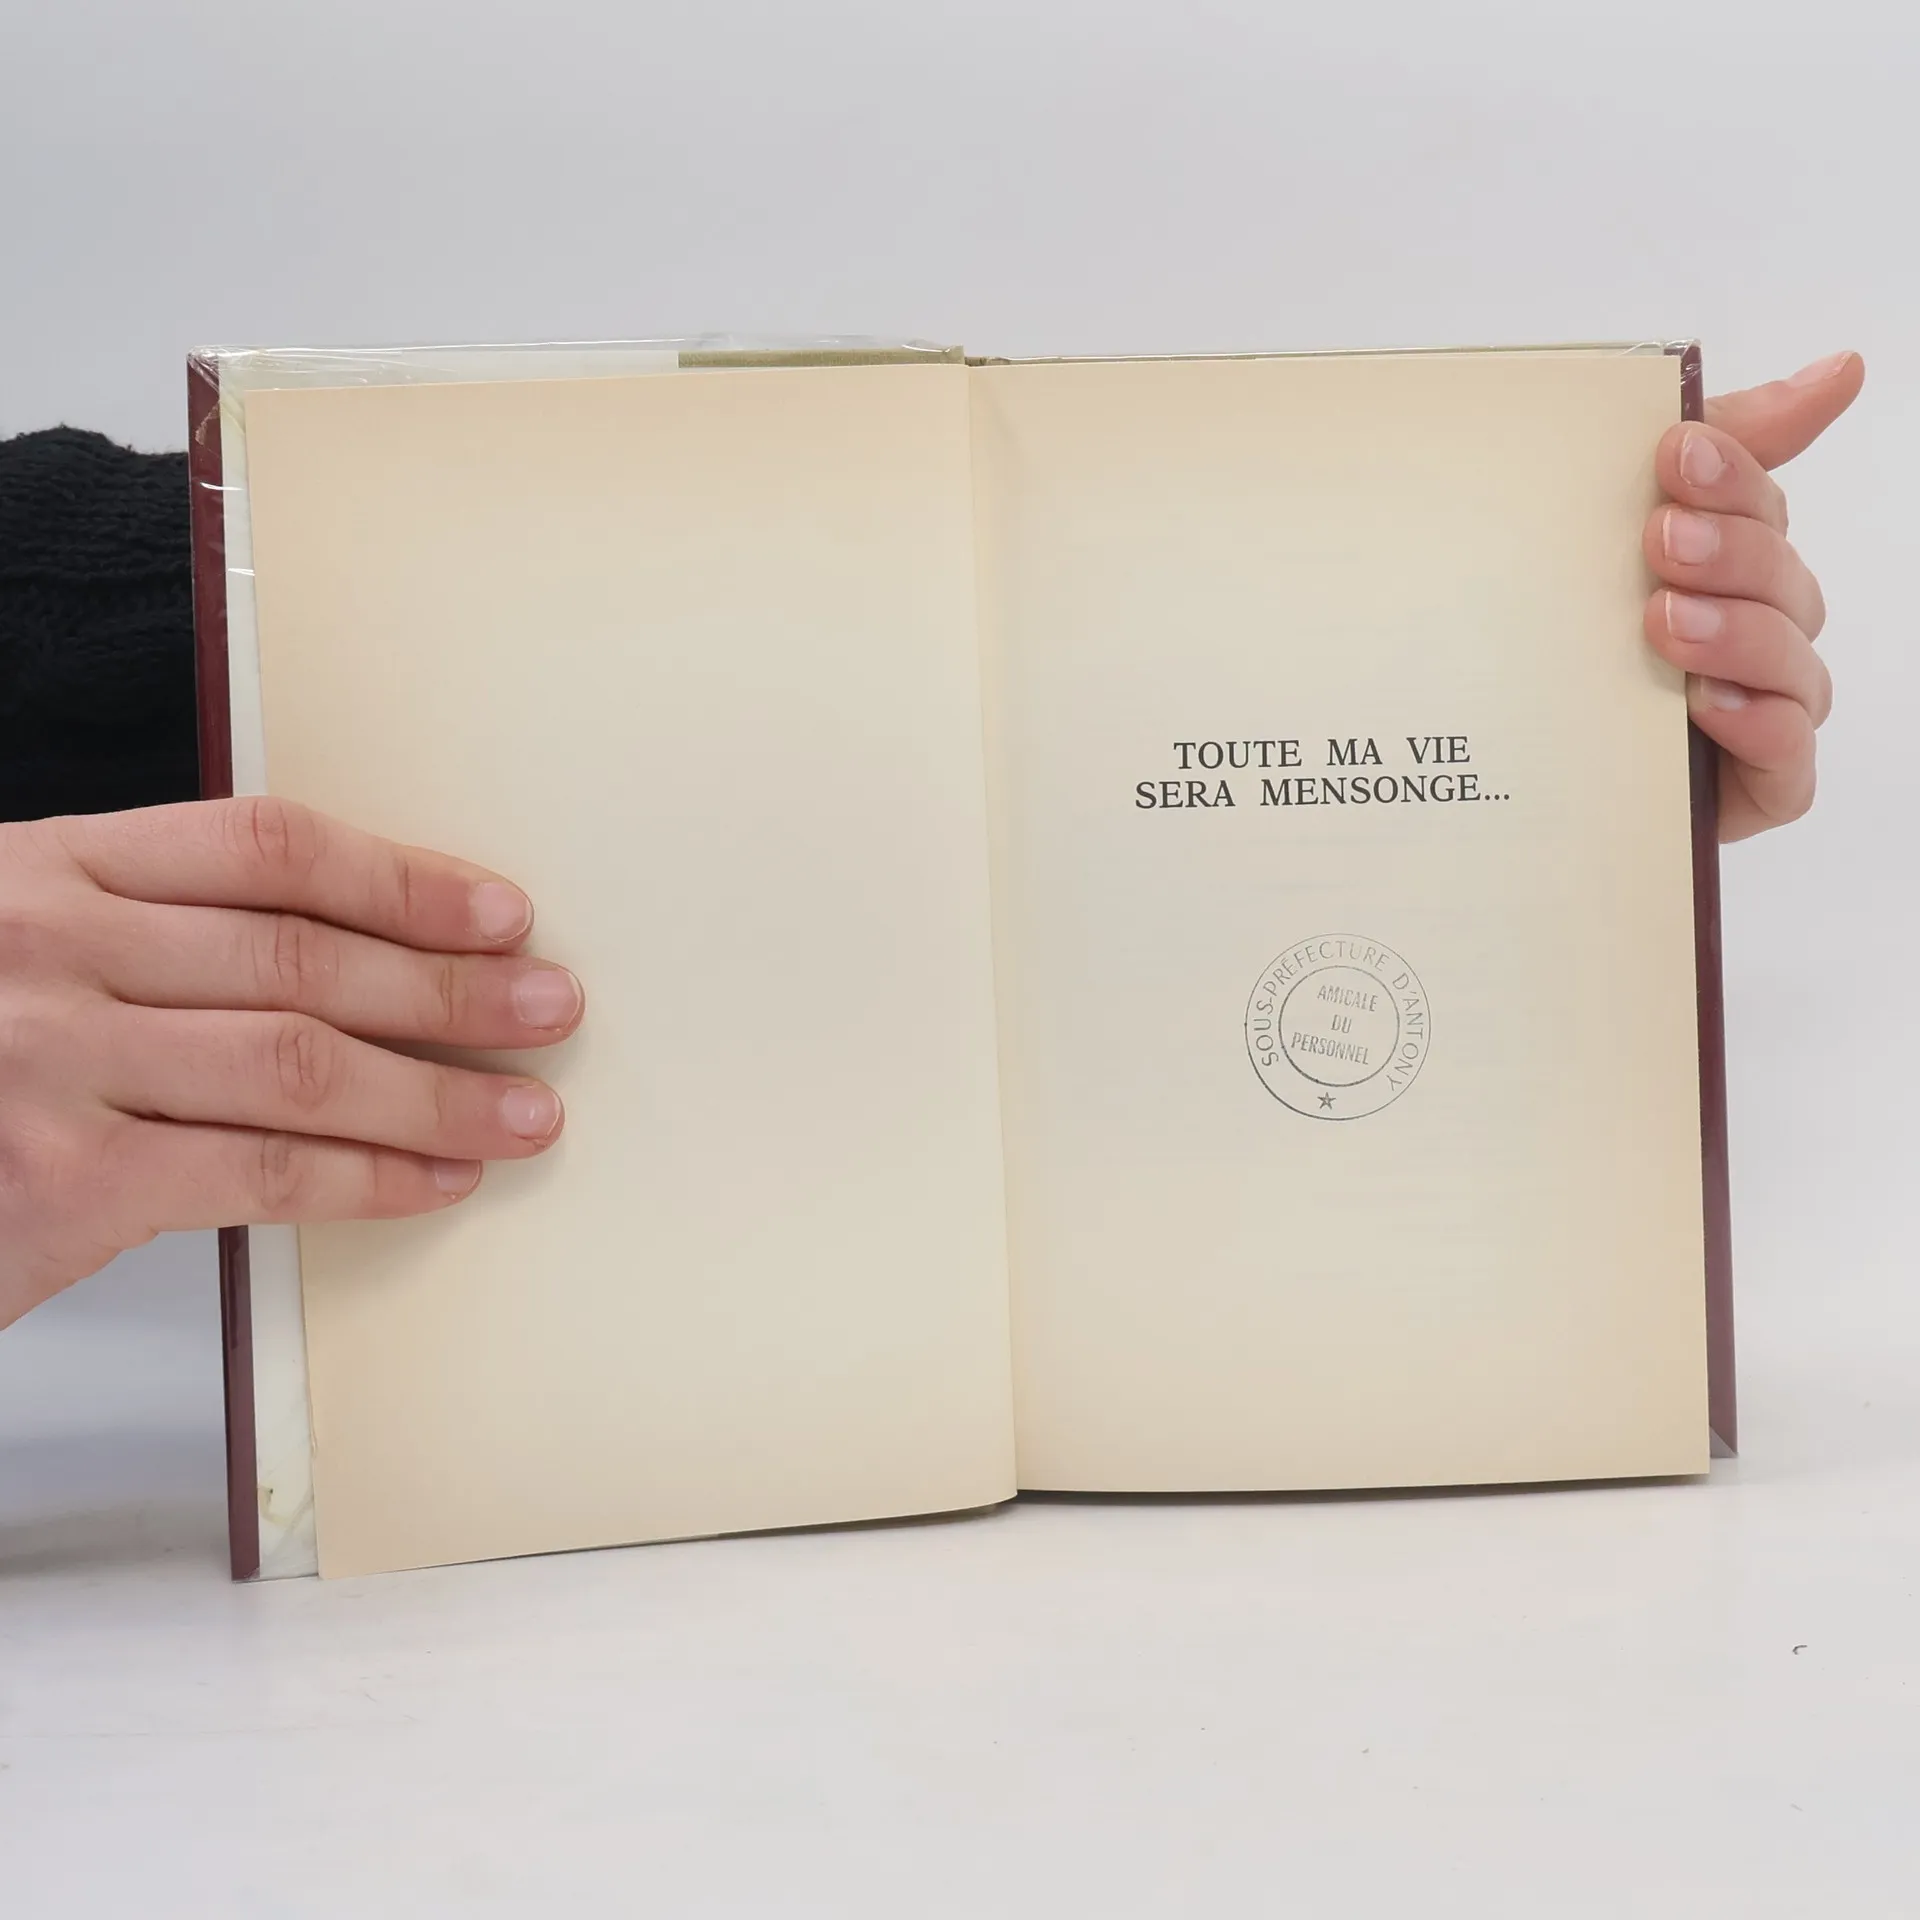 TOUTE MA VIE
SERA MENSONGE...
SOUS-PRÉFECTURE D'ANTONY
AMICALE
DU
PERSONNEL